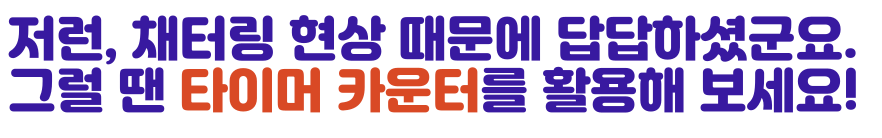 저런, 채터링 현상 때문에 답답하셨군요.
그럴 땐 타이머 카운터를 활용해 보세요!